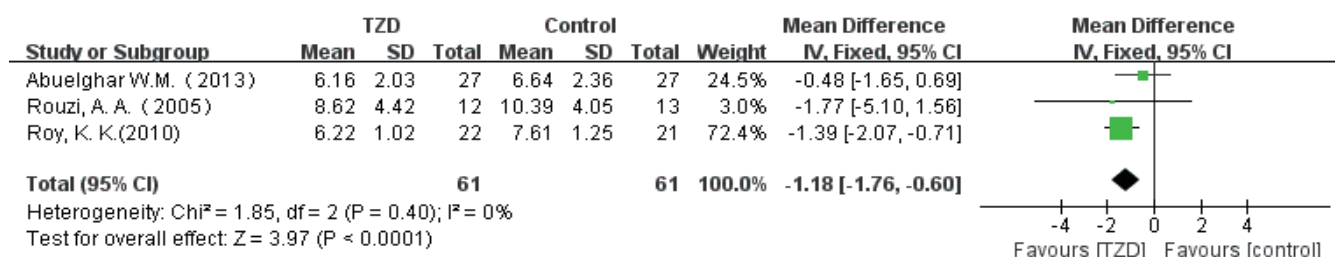 TZD Control Mean Difference Mean Difference
Study or Subgroup Mean SD Total Mean SD Total Weight IV, Fixed, 95% CI IV, Fixed, 95% CI
Abuelghar W.M. (2013) 6.16 2.03 27 6.64 2.36 27 24.5% -0.48 [-1.65, 0.69]
Rouzi, A. A. (2005) 8.62 4.42 12 10.39 4.05 13 3.0% -1.77 [-5.10, 1.56]
Roy, K. K.(2010) 6.22 1.02 22 7.61 1.25 21 72.4% -1.39 [-2.07, -0.71]
Total (95% CI) 61 61 100.0% -1.18 [-1.76, -0.60]
Heterogeneity: Chi² = 1.85, df = 2 (P = 0.40); I² = 0%
Test for overall effect: Z = 3.97 (P < 0.0001)
-4 -2 0 2 4
Favours [TZD] Favours [control]